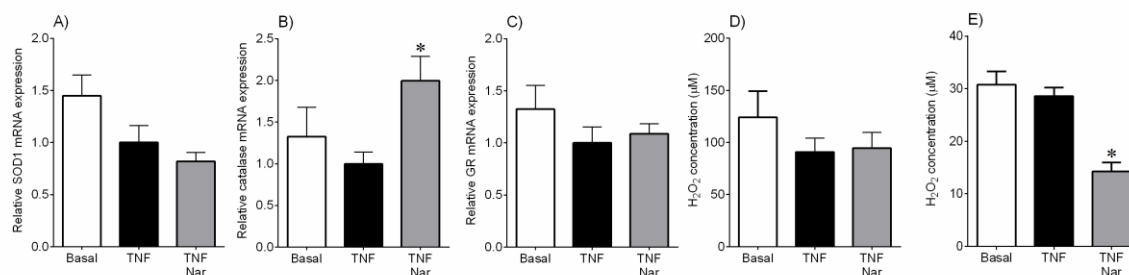 A)
Relative SOD1 mRNA expression
2.0
1.5
1.0
0.5
0.0
Basal TNF TNF
Nar
B)
Relative catalase mRNA expression
2.5
2.0
1.5
1.0
0.5
0.0
*
Basal TNF TNF
Nar
C)
Relative GR mRNA expression
2.0
1.5
1.0
0.5
0.0
Basal TNF TNF
Nar
D)
H₂O₂ concentration (μM)
200
150
100
50
0
Basal TNF TNF
Nar
E)
H₂O₂ concentration (μM)
40
30
20
10
0
*
Basal TNF TNF
Nar